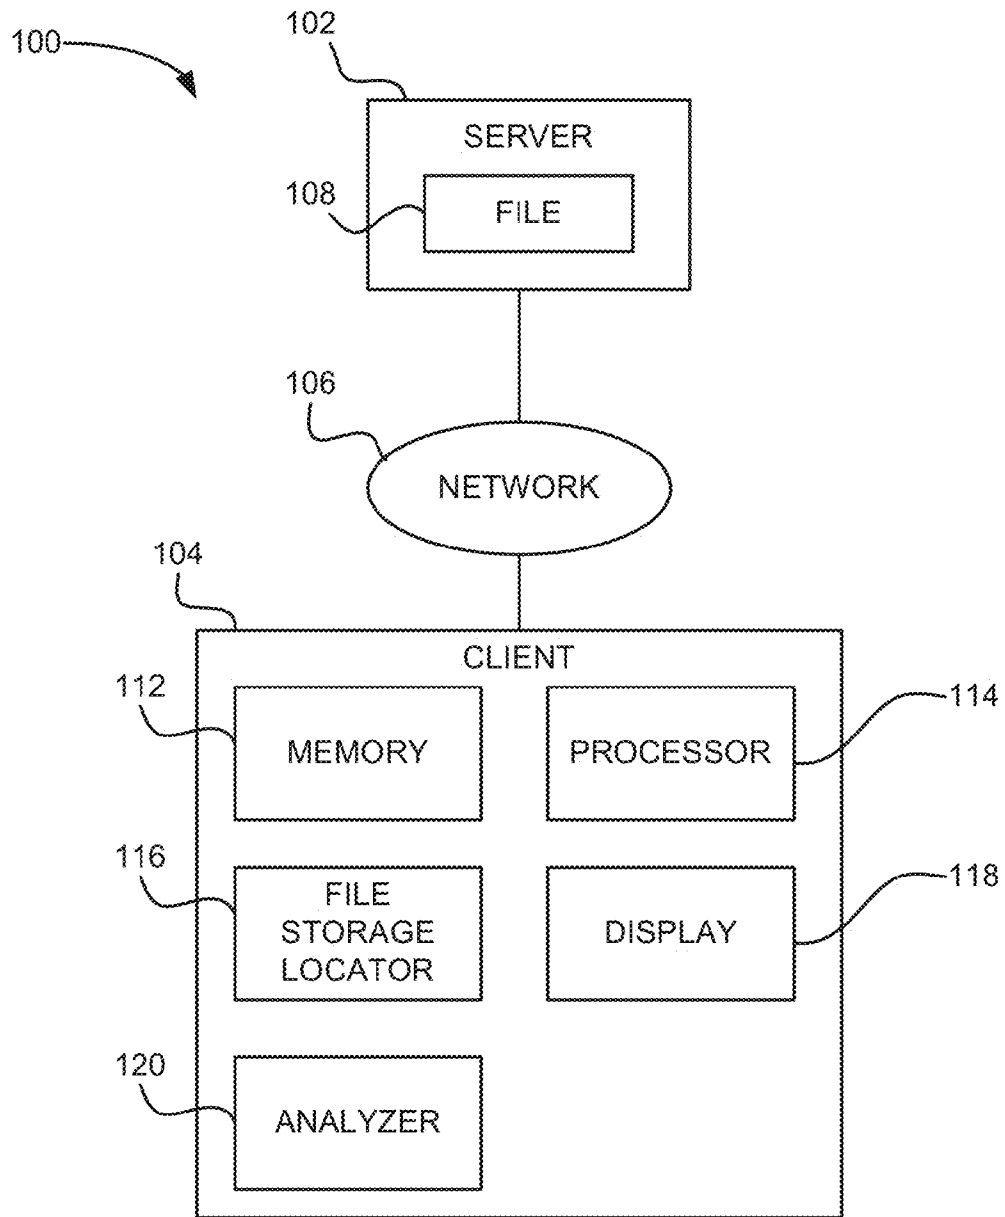 100
102
SERVER
108
FILE
106
NETWORK
104
CLIENT
112
MEMORY
PROCESSOR
114
116
FILE
STORAGE
LOCATOR
DISPLAY
118
120
ANALYZER